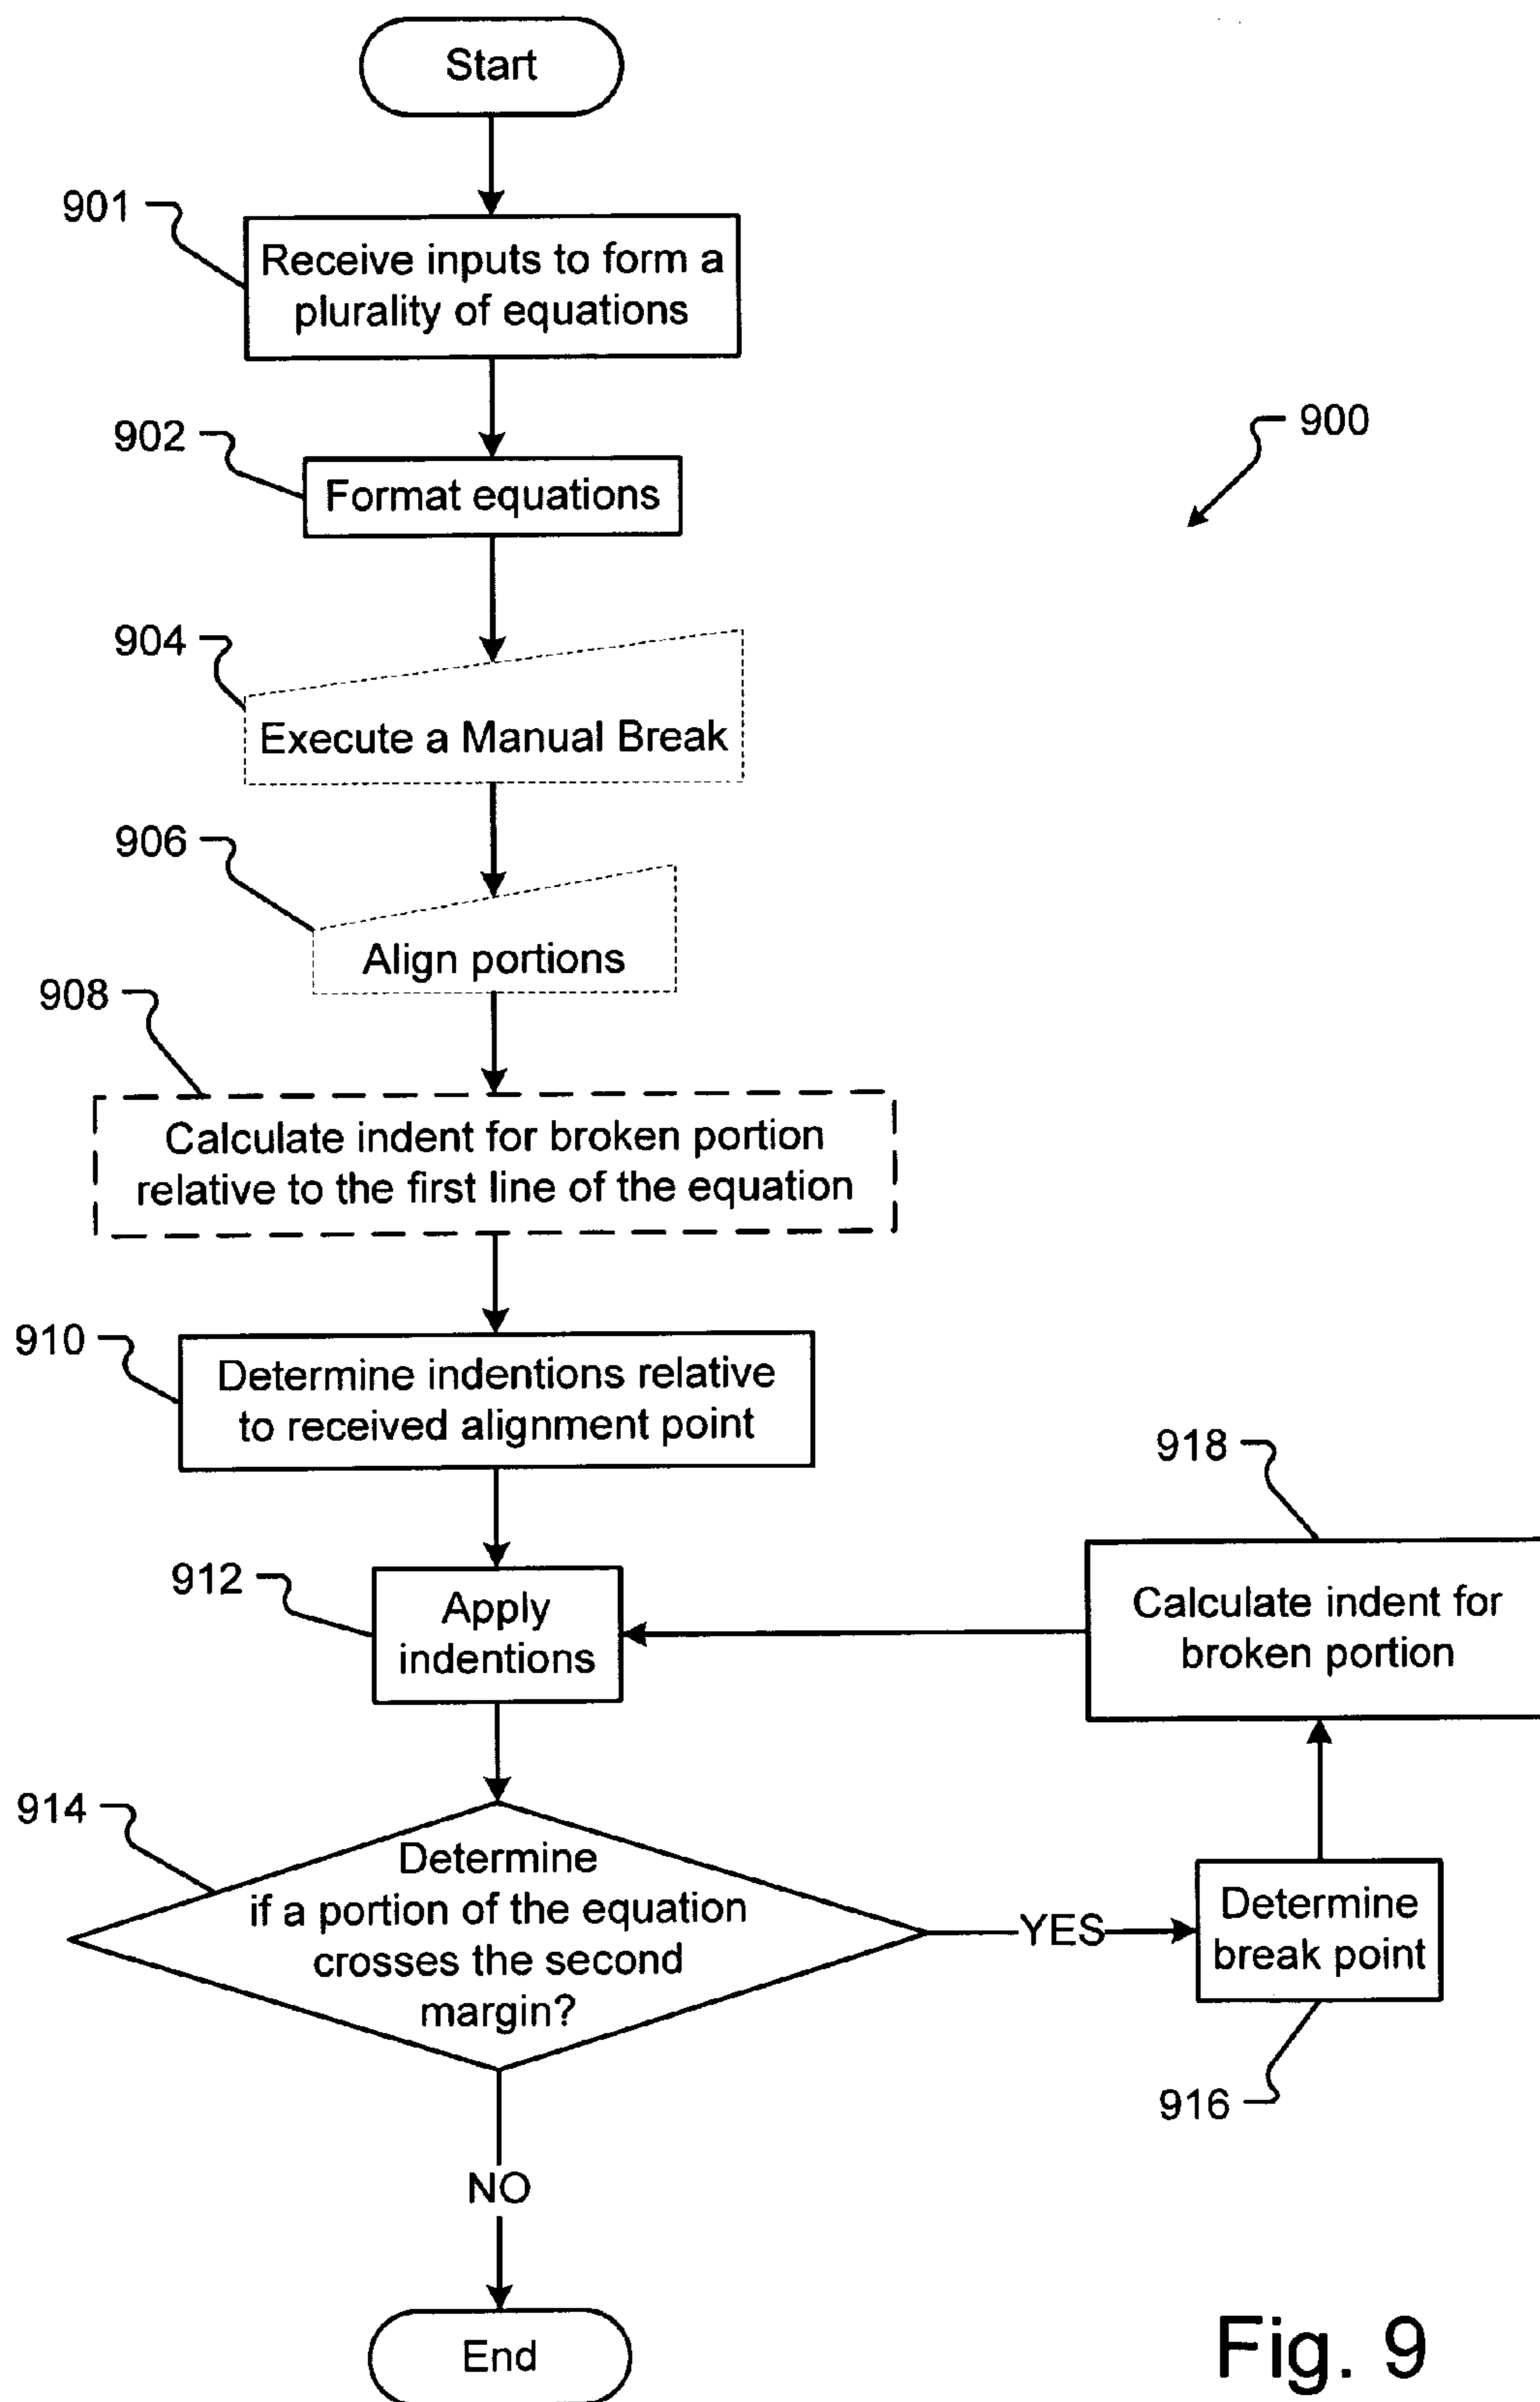 Start
901
Receive inputs to form a
plurality of equations
902
Format equations
900
904
Execute a Manual Break
906
Align portions
908
Calculate indent for broken portion
relative to the first line of the equation
910
Determine indentions relative
to received alignment point
912
Apply
indentions
918
Calculate indent for
broken portion
914
Determine
if a portion of the equation
crosses the second
margin?
YES
Determine
break point
916
NO
End
Fig. 9